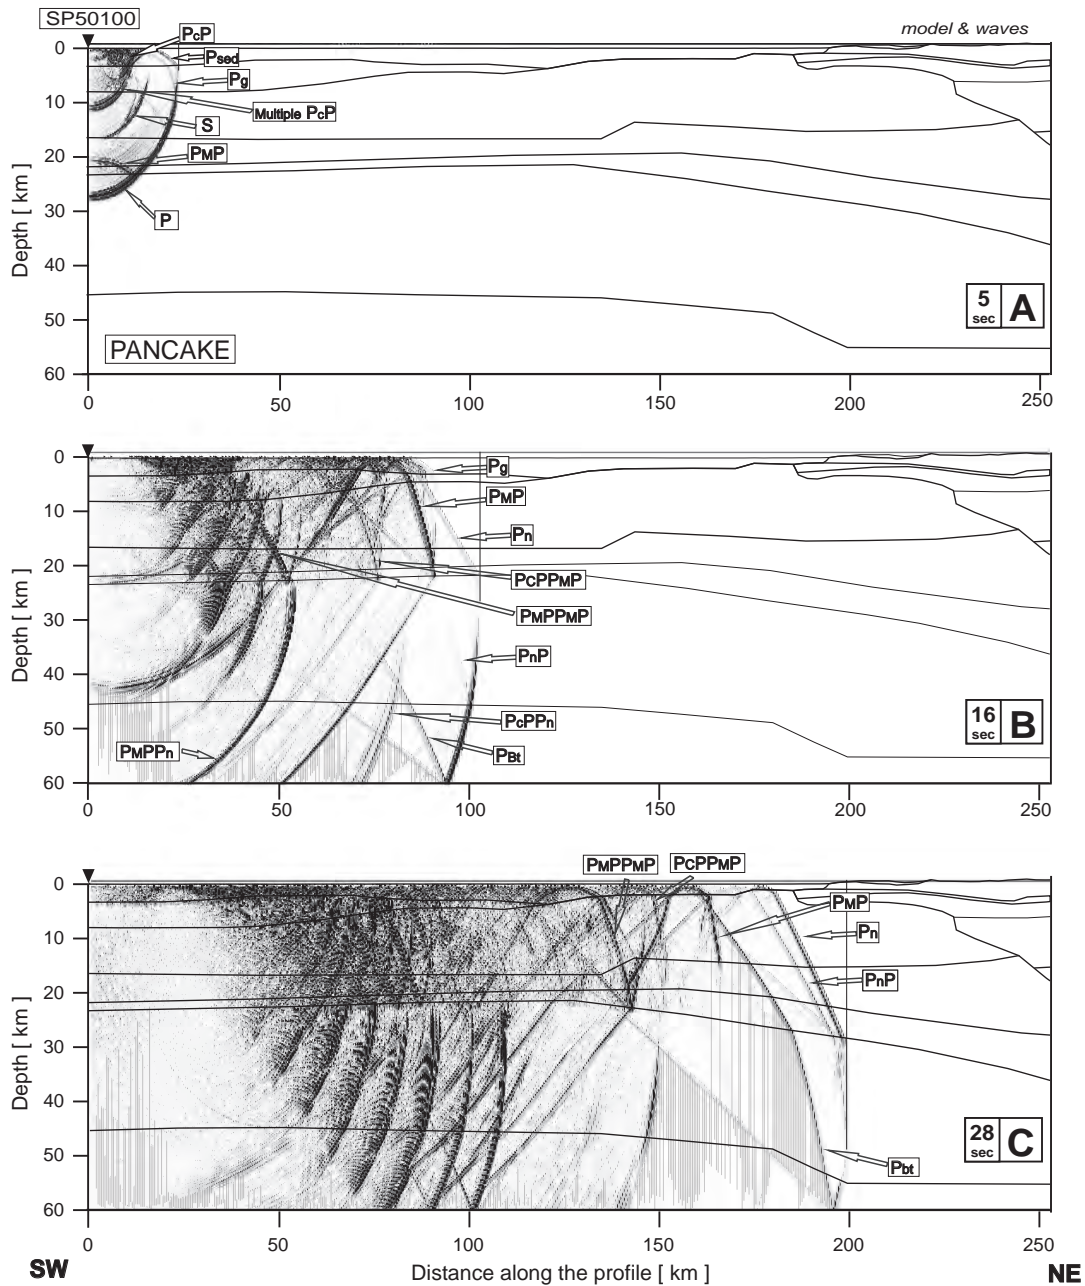 SP50100
model & waves
PcP
Psed
Pg
Multiple PcP
S
PMP
P
0
10
20
30
40
50
60
Depth [ km ]
PANCAKE
5 sec A
0 50 100 150 200 250
Pg
PMP
Pn
PCPPMP
PMPPMP
PnP
PcPPn
PBt
PMPPn
0
10
20
30
40
50
60
Depth [ km ]
16 sec B
0 50 100 150 200 250
PMPPMP PCPPMP
PMP
Pn
PnP
Pbt
0
10
20
30
40
50
60
Depth [ km ]
28 sec C
0 50 100 150 200 250
SW Distance along the profile [ km ] NE